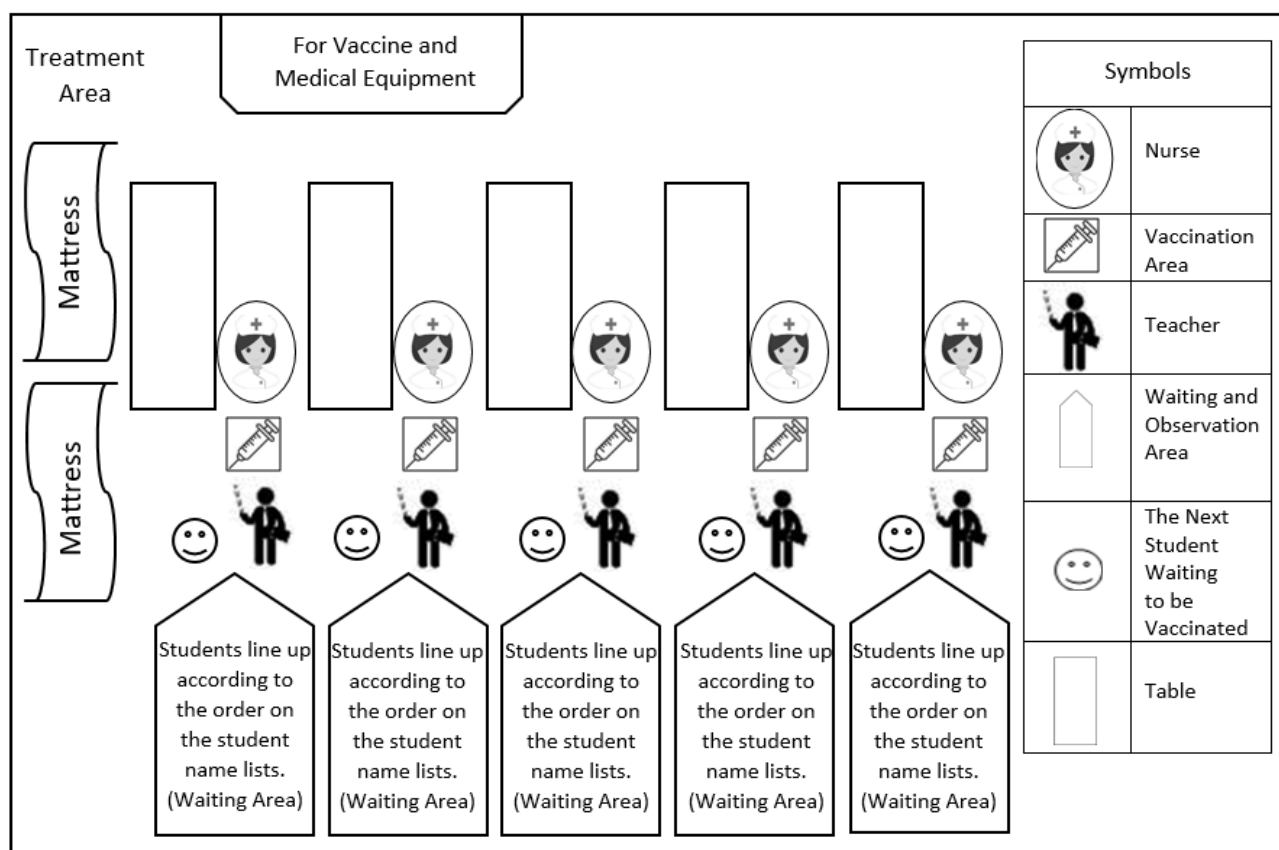 Treatment
Area
For Vaccine and
Medical Equipment
Mattress
Mattress
Students line up
according to
the order on
the student
name lists.
(Waiting Area)
Students line up
according to
the order on
the student
name lists.
(Waiting Area)
Students line up
according to
the order on
the student
name lists.
(Waiting Area)
Students line up
according to
the order on
the student
name lists.
(Waiting Area)
Students line up
according to
the order on
the student
name lists.
(Waiting Area)
Symbols
Nurse
Vaccination
Area
Teacher
Waiting and
Observation
Area
The Next
Student
Waiting
to be
Vaccinated
Table